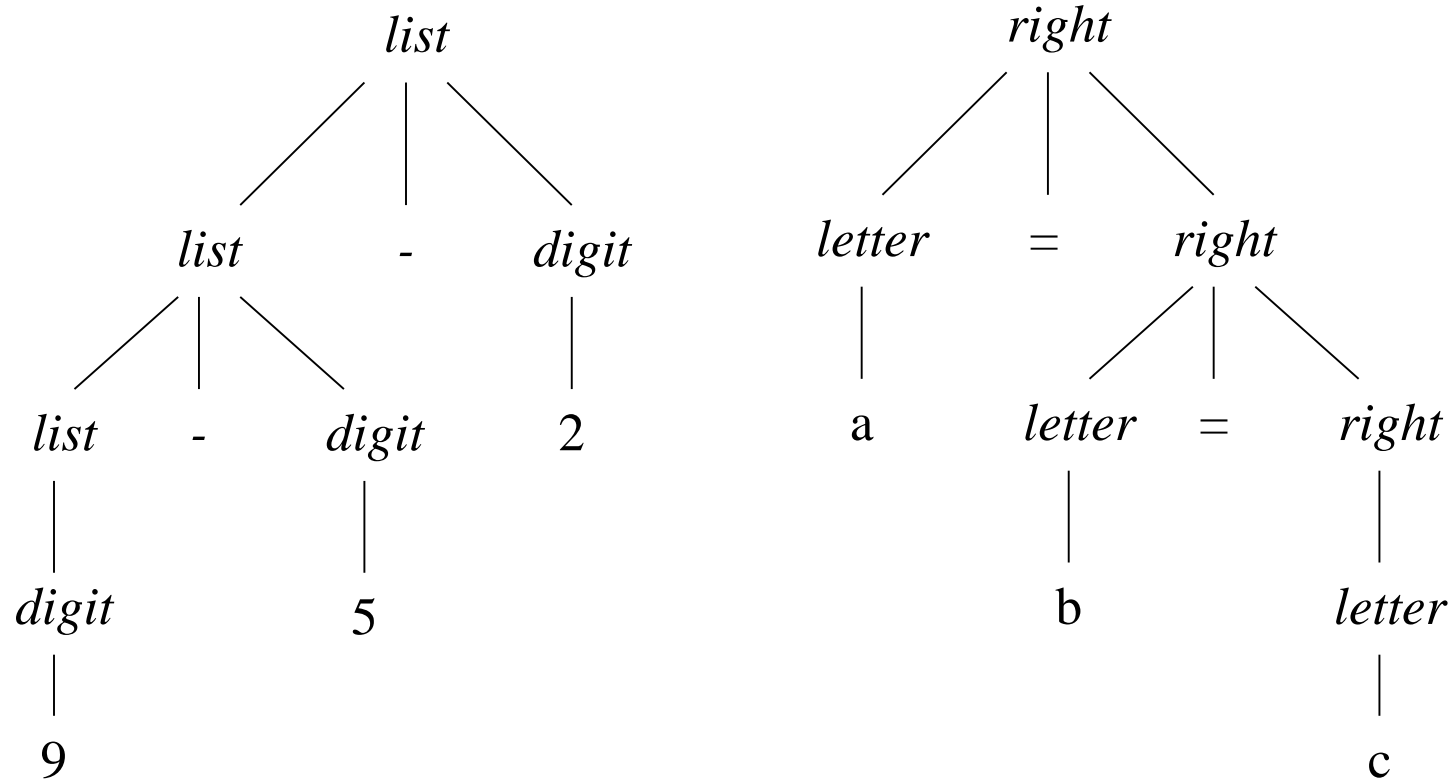 list right
list - digit letter = right
list - digit 2 a letter = right
digit 5 b letter
9 c